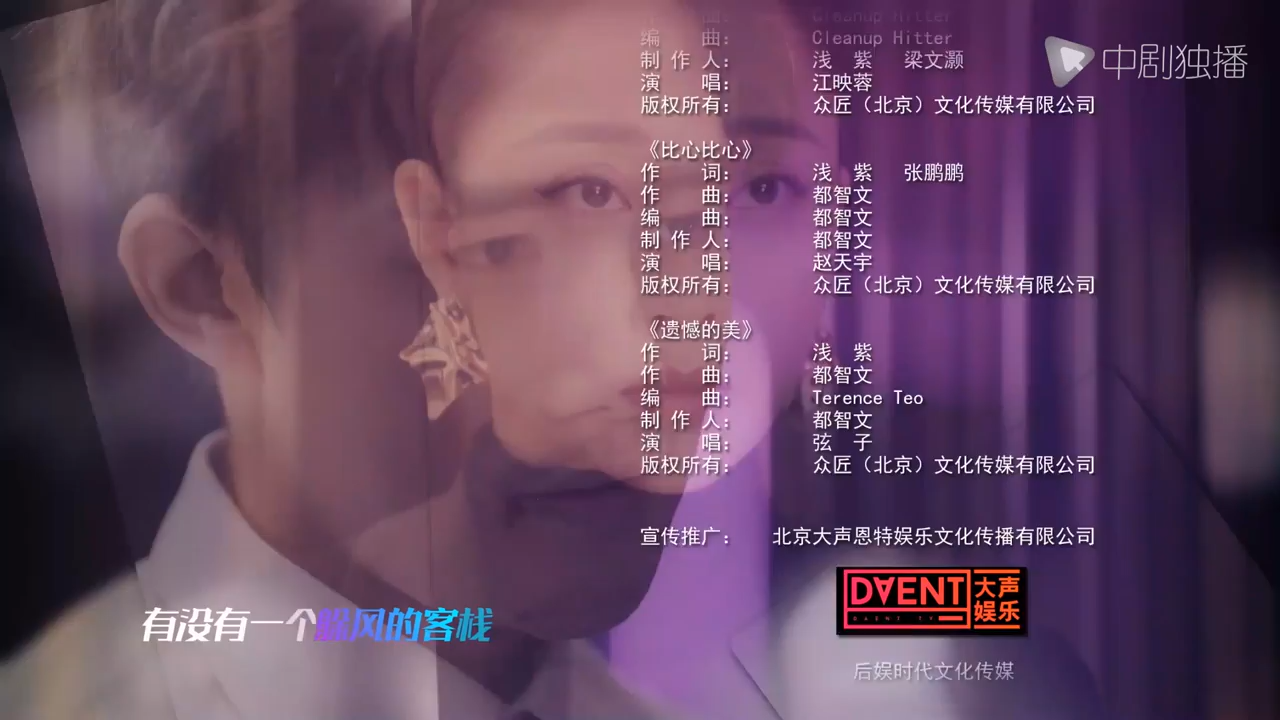 曲： Cleanup Hitter
编 曲： Cleanup Hitter
中剧独播
制 作 人： 浅 紫 梁文灏
演 唱： 江映蓉
版权所有： 众匠（北京）文化传媒有限公司
《比心比心》
作 词： 浅 紫 张鹏鹏
作 曲： 都智文
编 曲： 都智文
制 作 人： 都智文
演 唱： 赵天宇
版权所有： 众匠（北京）文化传媒有限公司
《遗憾的美》
作 词： 浅 紫
作 曲： 都智文
编 曲： Terence Teo
制 作 人： 都智文
演 唱： 弦 子
版权所有： 众匠（北京）文化传媒有限公司
宣传推广： 北京大声恩特娱乐文化传播有限公司
D∀ENT 大声
娱乐
DAENT TV
有没有一个躲风的客栈
后娱时代文化传媒